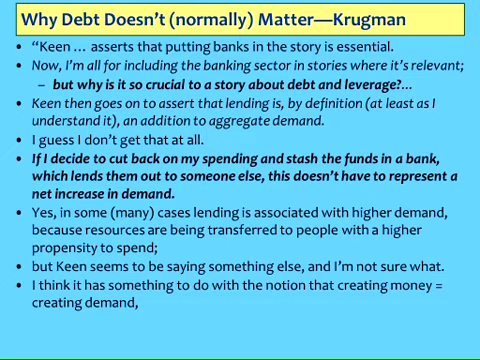 Why Debt Doesn't (normally) Matter—Krugman
• "Keen … asserts that putting banks in the story is essential.
• Now, I'm all for including the banking sector in stories where it's relevant;
– but why is it so crucial to a story about debt and leverage?...
• Keen then goes on to assert that lending is, by definition (at least as I
understand it), an addition to aggregate demand.
• I guess I don't get that at all.
• If I decide to cut back on my spending and stash the funds in a bank,
which lends them out to someone else, this doesn't have to represent a
net increase in demand.
• Yes, in some (many) cases lending is associated with higher demand,
because resources are being transferred to people with a higher
propensity to spend;
• but Keen seems to be saying something else, and I'm not sure what.
• I think it has something to do with the notion that creating money =
creating demand,